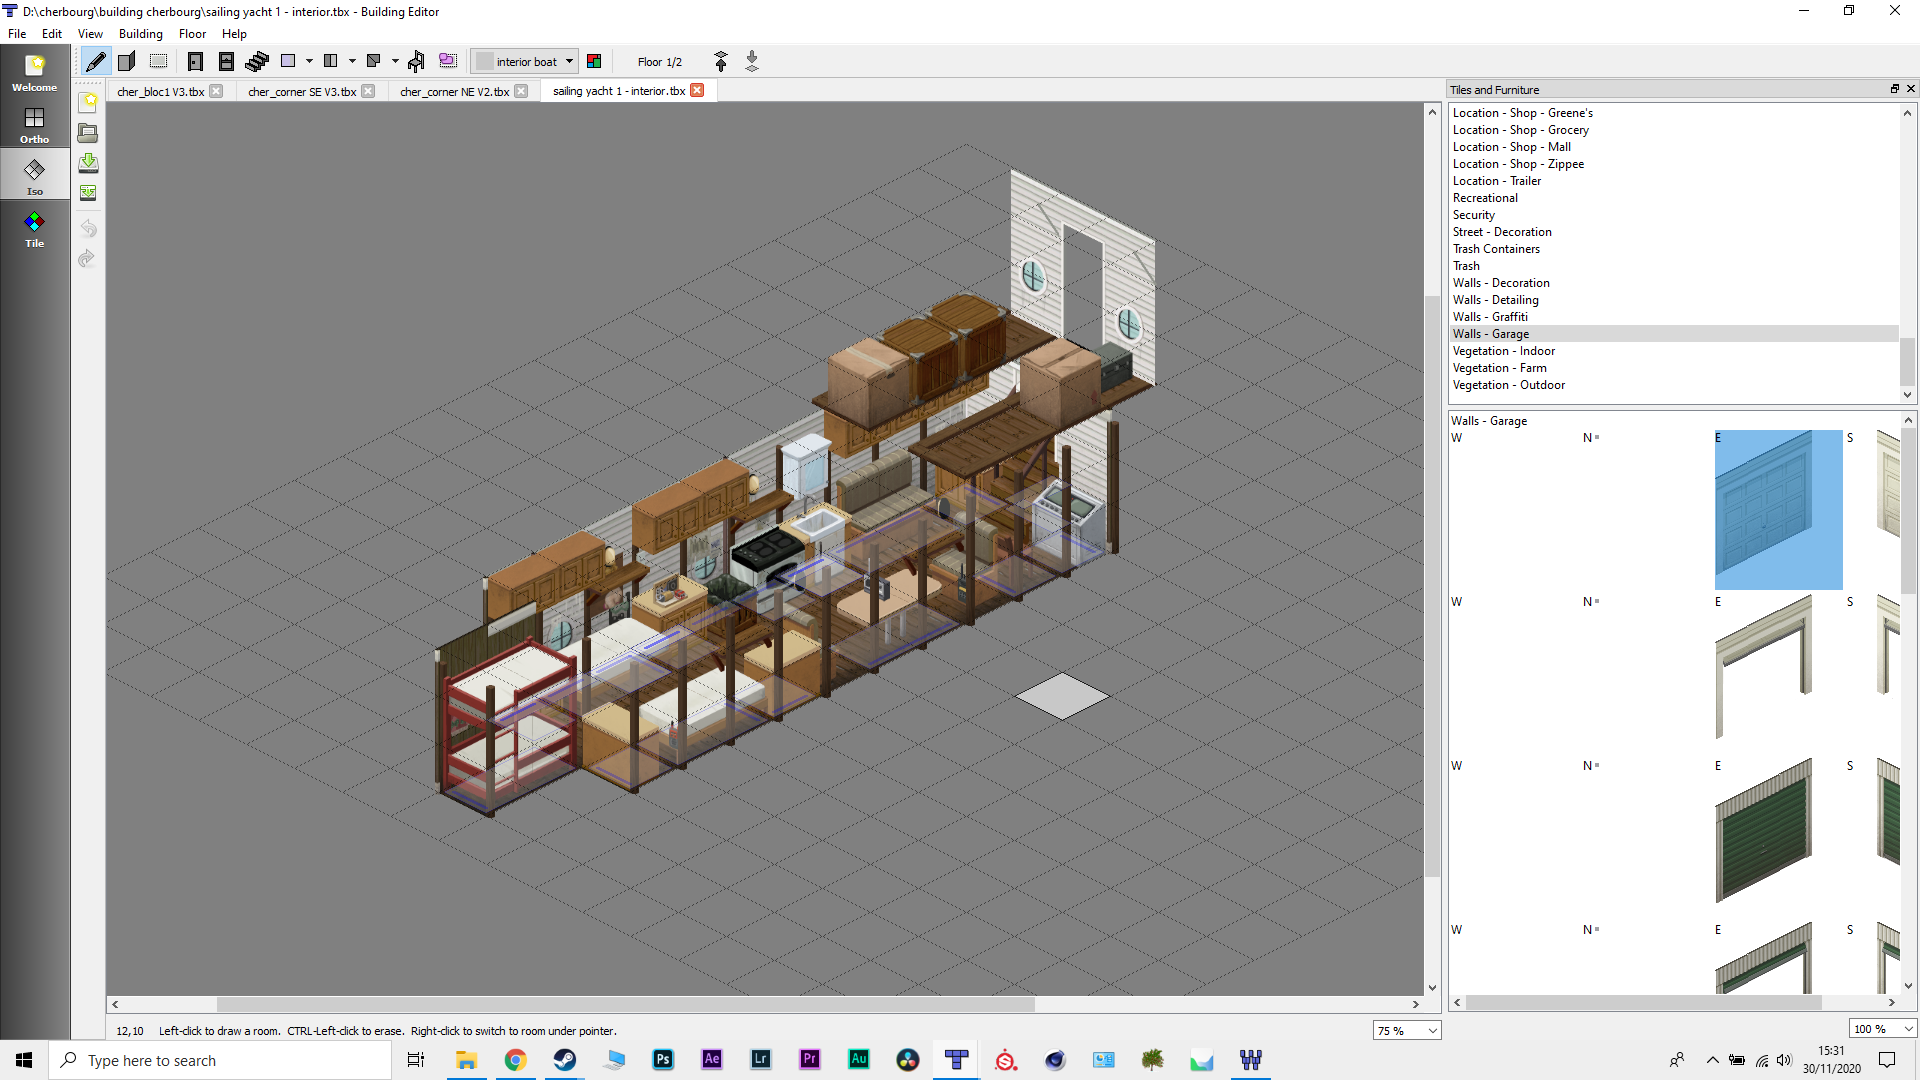 D:\cherbourg\building cherbourg\sailing yacht 1 - interior.tbx - Building Editor
File Edit View Building Floor Help
Welcome
Ortho
Iso
Tile
interior boat
Floor 1/2
cher_bloc1 V3.tbx
cher_corner SE V3.tbx
cher_corner NE V2.tbx
sailing yacht 1 - interior.tbx
Tiles and Furniture
Location - Shop - Greene's
Location - Shop - Grocery
Location - Shop - Mall
Location - Shop - Zippee
Location - Trailer
Recreational
Security
Street - Decoration
Trash Containers
Trash
Walls - Decoration
Walls - Detailing
Walls - Graffiti
Walls - Garage
Vegetation - Indoor
Vegetation - Farm
Vegetation - Outdoor
Walls - Garage
W N E S
W N E S
W N E S
W N E S
12,10 Left-click to draw a room. CTRL-Left-click to erase. Right-click to switch to room under pointer.
75 %
100 %
Type here to search
Ps
Ae
Lr
Pr
Au
15:31
30/11/2020